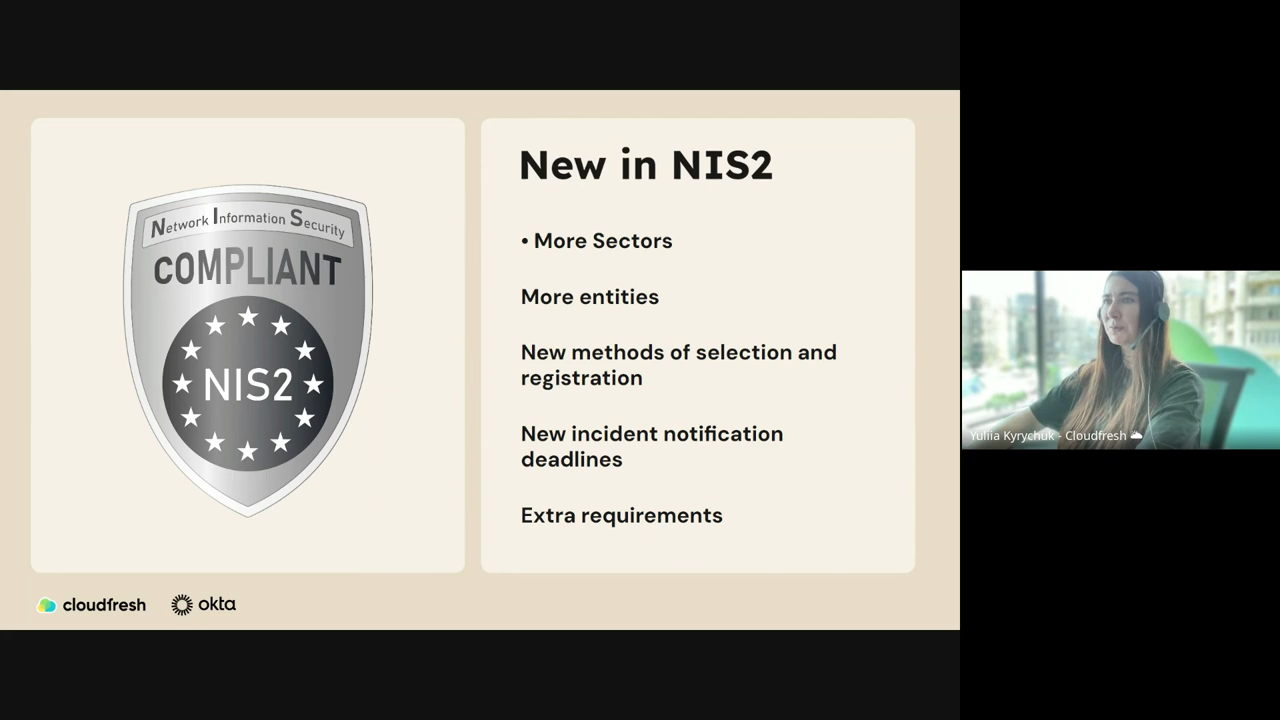 Network Information Security
COMPLIANT
NIS2
New in NIS2
• More Sectors
More entities
New methods of selection and
registration
New incident notification
deadlines
Extra requirements
cloudfresh
okta
Yuliia Kyrychuk - Cloudfresh 🌥